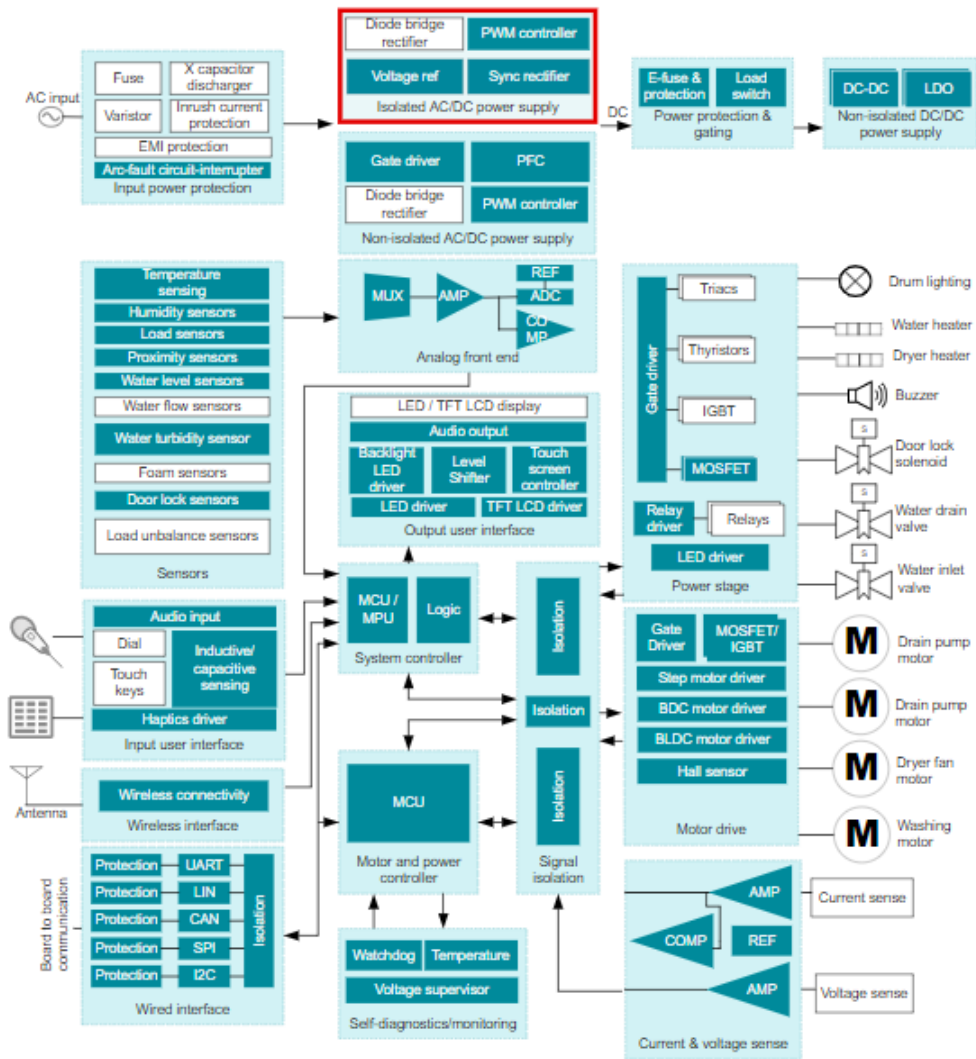 AC input
Fuse
X capacitor
discharger
Varistor
Inrush current
protection
EMI protection
Arc-fault circuit-interrupter
Input power protection
Diode bridge
rectifier
PWM controller
Voltage ref
Sync rectifier
Isolated AC/DC power supply
DC
E-fuse &
protection
Load
switch
Power protection &
gating
DC-DC
LDO
Non-isolated DC/DC
power supply
Gate driver
PFC
Diode bridge
rectifier
PWM controller
Non-isolated AC/DC power supply
Temperature
sensing
Humidity sensors
Load sensors
Proximity sensors
Water level sensors
Water flow sensors
Water turbidity sensor
Foam sensors
Door lock sensors
Load unbalance sensors
Sensors
MUX
AMP
REF
ADC
CO
MP
Analog front end
LED / TFT LCD display
Audio output
Backlight
LED
driver
Level
Shifter
Touch
screen
controller
LED driver
TFT LCD driver
Output user interface
Gate driver
Triacs
Thyristors
IGBT
MOSFET
Relay
driver
Relays
LED driver
Power stage
Drum lighting
Water heater
Dryer heater
Buzzer
S
Door lock
solenoid
S
Water drain
valve
S
Water inlet
valve
Audio input
Dial
Touch
keys
Inductive/
capacitive
sensing
Haptics driver
Input user interface
MCU /
MPU
Logic
System controller
Isolation
Isolation
Isolation
Signal
isolation
Gate
Driver
MOSFET/
IGBT
Step motor driver
BDC motor driver
BLDC motor driver
Hall sensor
Motor drive
M
Drain pump
motor
M
Drain pump
motor
M
Dryer fan
motor
M
Washing
motor
Antenna
Wireless connectivity
Wireless interface
MCU
Motor and power
controller
Board to board
communication
Protection
UART
Protection
LIN
Protection
CAN
Protection
SPI
Protection
I2C
Isolation
Wired interface
Watchdog
Temperature
Voltage supervisor
Self-diagnostics/monitoring
AMP
COMP
REF
AMP
Current & voltage sense
Current sense
Voltage sense